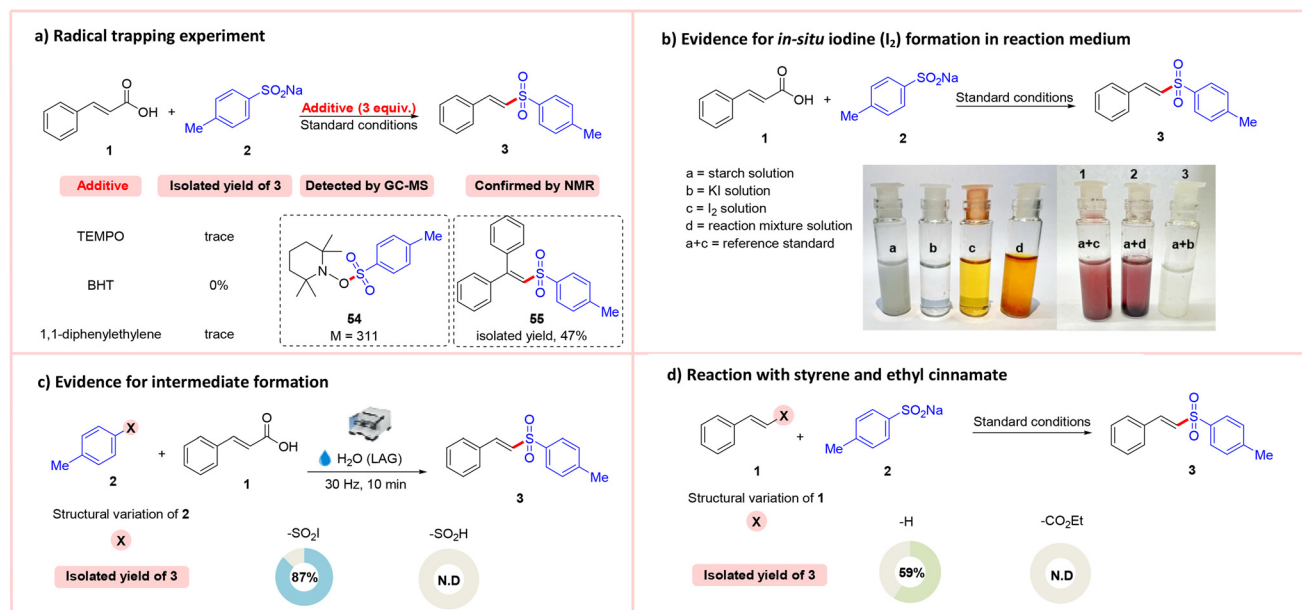 a) Radical trapping experiment
O
OH
+
SO₂Na
Me
Additive (3 equiv.)
Standard conditions
O
S
O
Me
1
2
3
Additive
Isolated yield of 3
Detected by GC-MS
Confirmed by NMR
TEMPO
trace
BHT
0%
1,1-diphenylethylene
trace
Me
O
S
N
O
O
54
M = 311
O
S
O
Me
55
isolated yield, 47%
b) Evidence for in-situ iodine (I₂) formation in reaction medium
O
OH
+
SO₂Na
Me
Standard conditions
O
S
O
Me
1
2
3
a = starch solution
b = KI solution
c = I₂ solution
d = reaction mixture solution
a+c = reference standard
a
b
c
d
1
2
3
a+c
a+d
a+b
c) Evidence for intermediate formation
X
Me
+
O
OH
H₂O (LAG)
30 Hz, 10 min
O
S
O
Me
2
1
3
Structural variation of 2
X
-SO₂I
-SO₂H
Isolated yield of 3
87%
N.D
d) Reaction with styrene and ethyl cinnamate
X
+
SO₂Na
Me
Standard conditions
O
S
O
Me
1
2
3
Structural variation of 1
X
-H
-CO₂Et
Isolated yield of 3
59%
N.D